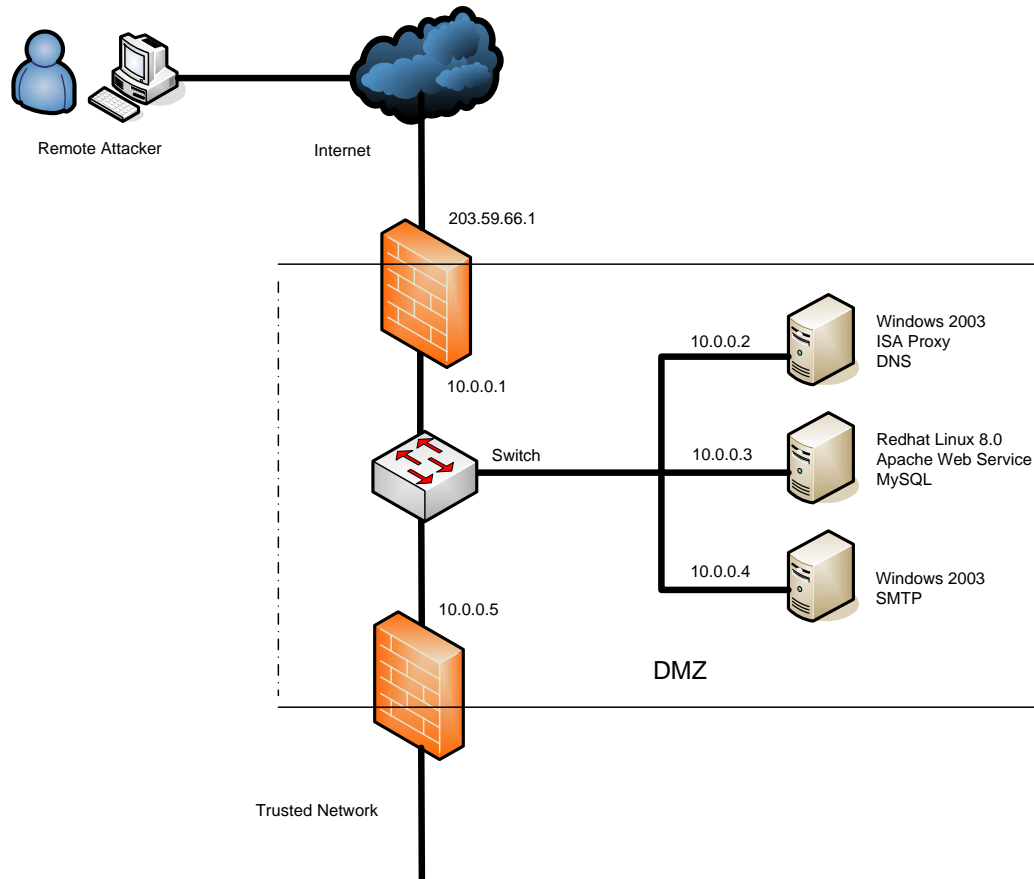 Remote Attacker
Internet
203.59.66.1
10.0.0.1
Switch
10.0.0.2
Windows 2003
ISA Proxy
DNS
10.0.0.3
Redhat Linux 8.0
Apache Web Service
MySQL
10.0.0.4
Windows 2003
SMTP
10.0.0.5
DMZ
Trusted Network